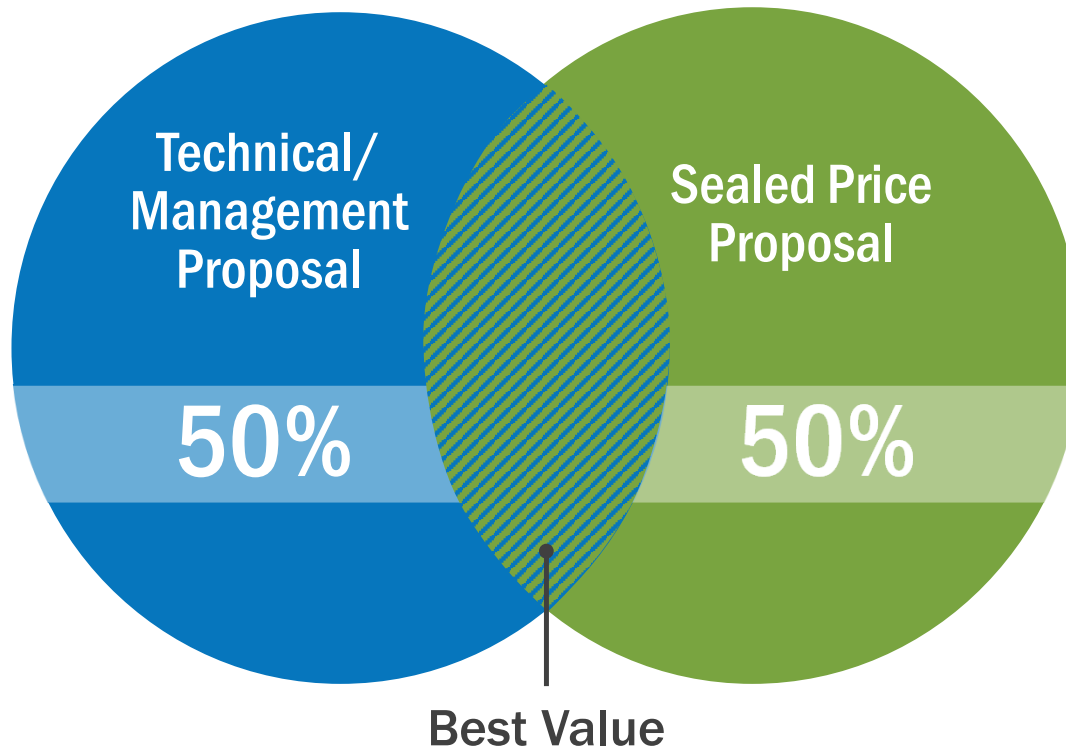 Technical/
Management
Proposal
50%
Sealed Price
Proposal
50%
Best Value